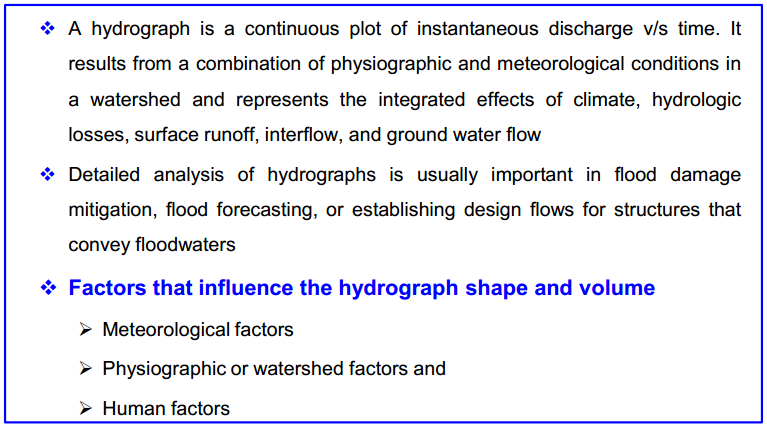 ❖ A hydrograph is a continuous plot of instantaneous discharge v/s time. It
results from a combination of physiographic and meteorological conditions in
a watershed and represents the integrated effects of climate, hydrologic
losses, surface runoff, interflow, and ground water flow
❖ Detailed analysis of hydrographs is usually important in flood damage
mitigation, flood forecasting, or establishing design flows for structures that
convey floodwaters
❖ Factors that influence the hydrograph shape and volume
➢ Meteorological factors
➢ Physiographic or watershed factors and
➢ Human factors